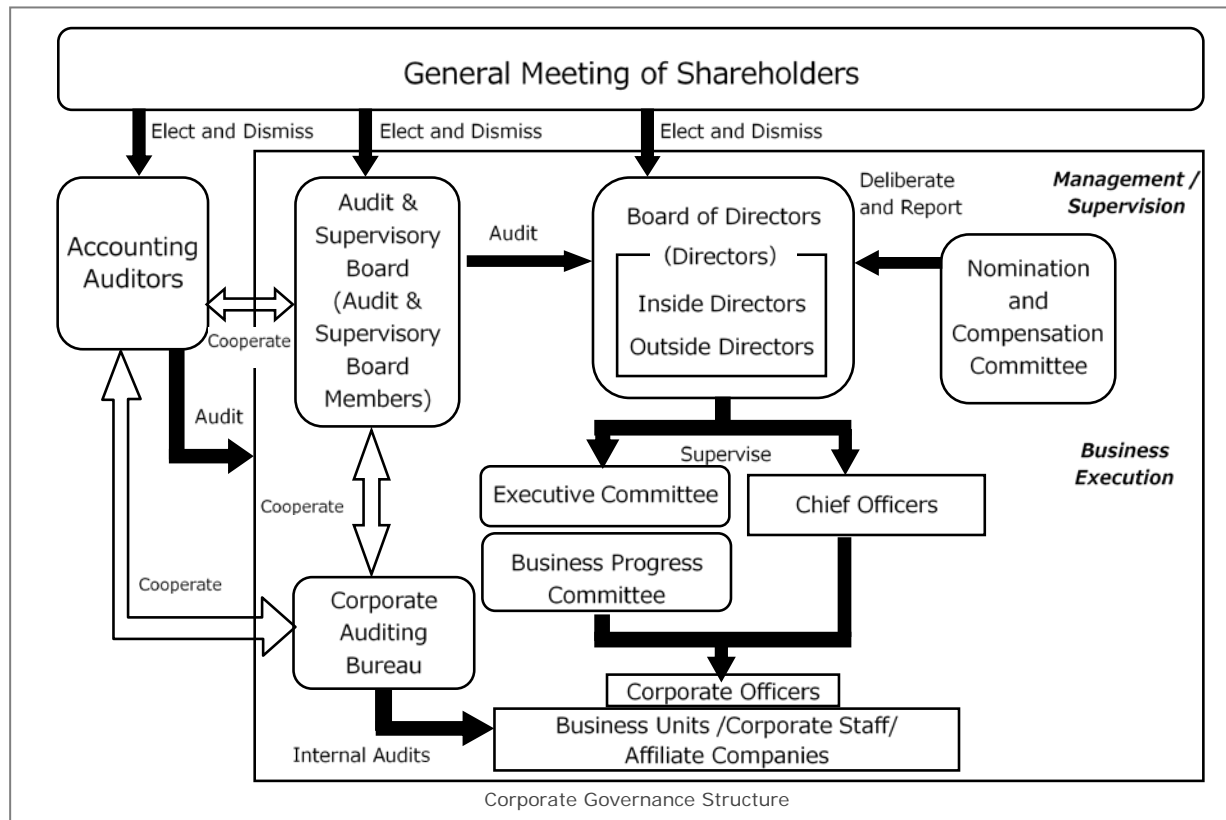 General Meeting of Shareholders
Elect and Dismiss
Elect and Dismiss
Elect and Dismiss
Accounting
Auditors
Audit &
Supervisory
Board
(Audit &
Supervisory
Board
Members)
Audit
Board of Directors
(Directors)
Inside Directors
Outside Directors
Deliberate
and Report
Management /
Supervision
Nomination
and
Compensation
Committee
Cooperate
Audit
Supervise
Business
Execution
Executive Committee
Chief Officers
Cooperate
Business Progress
Committee
Cooperate
Corporate
Auditing
Bureau
Corporate Officers
Business Units /Corporate Staff/
Affiliate Companies
Internal Audits
Corporate Governance Structure